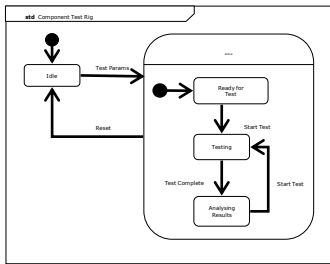 std Component Test Rig
Idle
Test Params
Reset
Ready for
Test
Start Test
Testing
Test Complete
Start Test
Analysing
Results